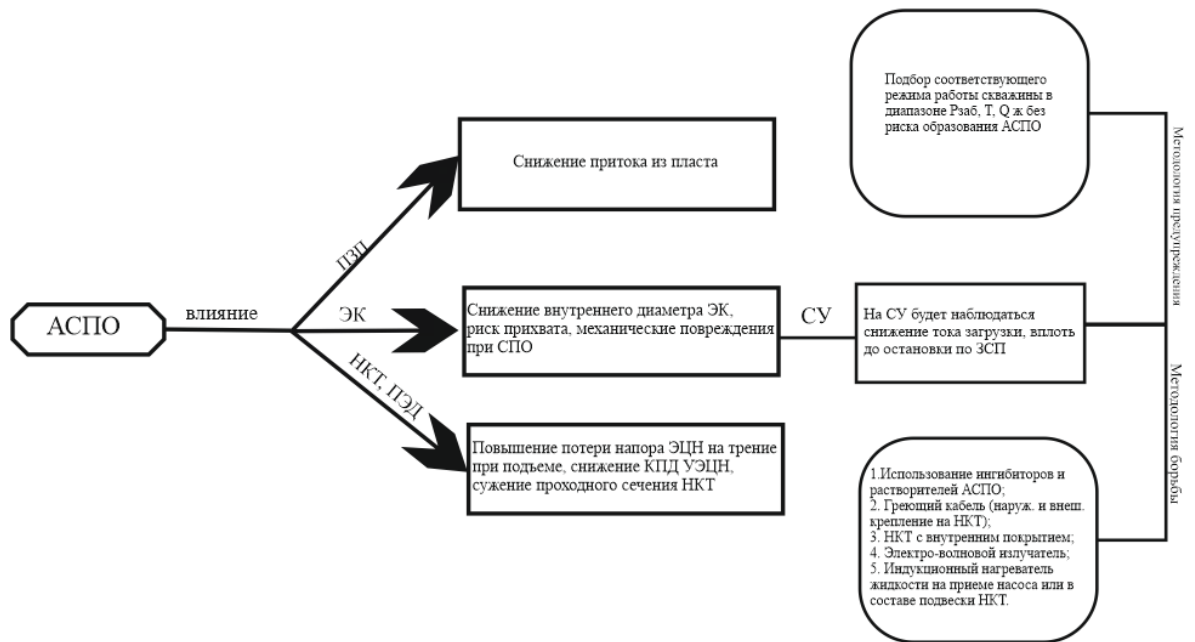 АСПО
влияние
ПЗП
Снижение притока из пласта
ЭК
Снижение внутреннего диаметра ЭК,
риск прихвата, механические повреждения
при СПО
НКТ, ПЭД
Повышение потери напора ЭЦН на трение
при подъеме, снижение КПД УЭЦН,
сужение проходного сечения НКТ
СУ
На СУ будет наблюдаться
снижение тока загрузки, вплоть
до остановки по ЗСП
Подбор соответствующего
режима работы скважины в
диапазоне Рзаб, Т, Q ж без
риска образования АСПО
Методология предупреждения
Методология борьбы
1.Использование ингибиторов и
растворителей АСПО;
2. Греющий кабель (наруж. и внеш.
крепление на НКТ);
3. НКТ с внутренним покрытием;
4. Электро-волновой излучатель;
5. Индукционный нагреватель
жидкости на приеме насоса или в
составе подвески НКТ.